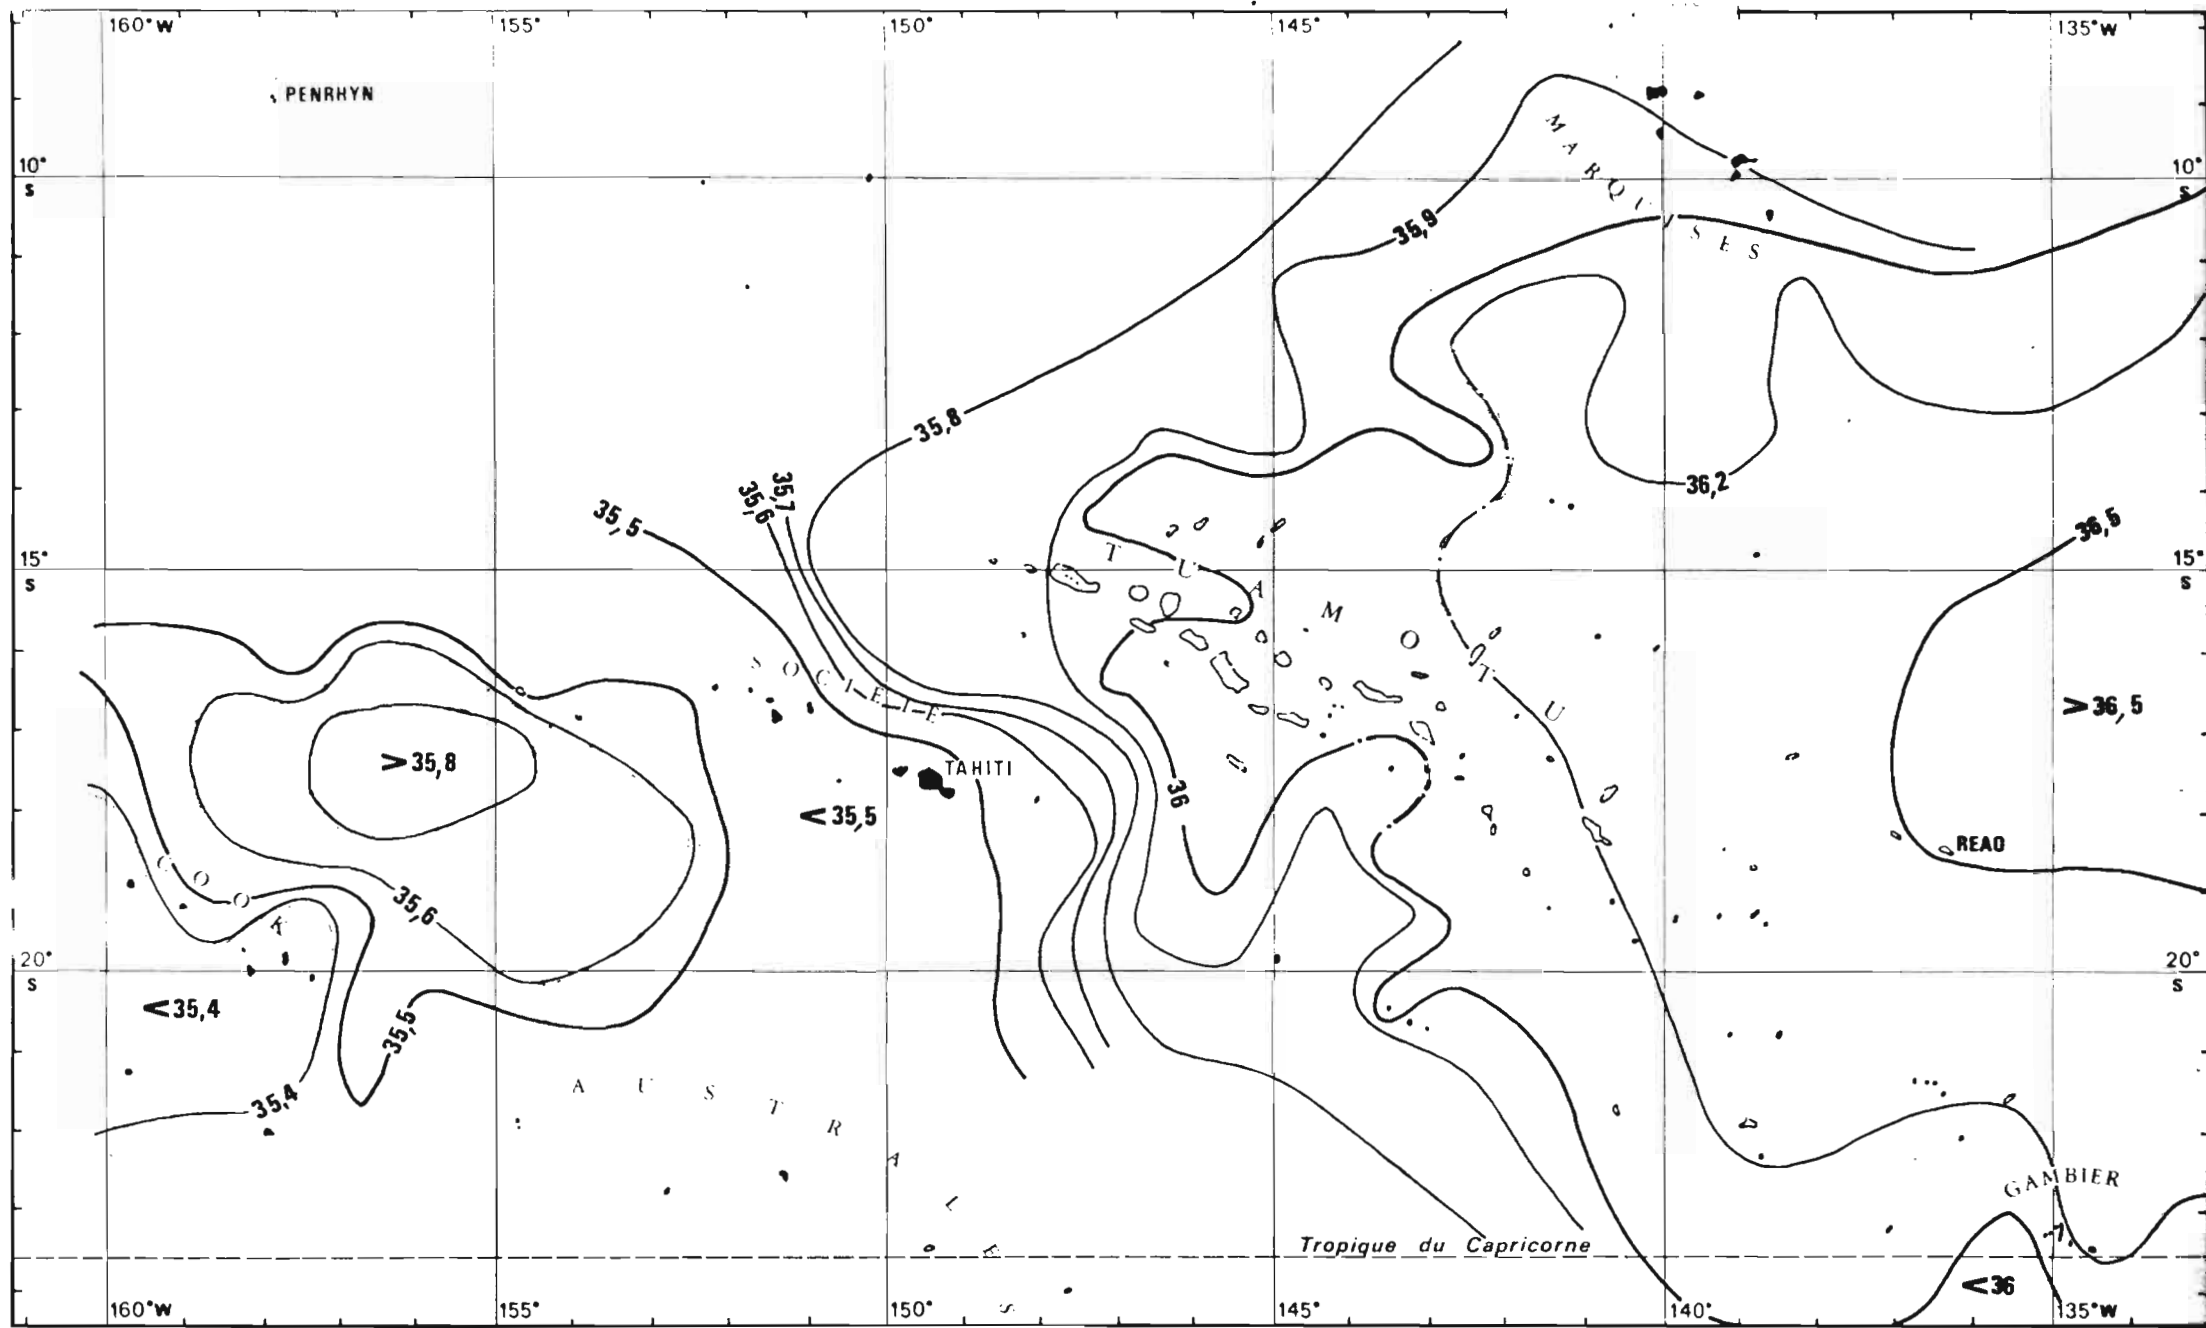 160°W 155° 150° 145° 135°W
PENRHYN
MARQUISES
10° S
10° S
35,9
35,8
36,2
35,7
35,6
35,5
36,5
15° S
15° S
TUAMOTU
SOCIETE
>36,5
>35,8
TAHITI
36
<35,5
REAO
COOK
35,6
20° S
20° S
<35,4
35,5
35,4
AUSTRALES
GAMBIER
Tropique du Capricorne
<36
160°W 155° 150° 145° 140° 135°W